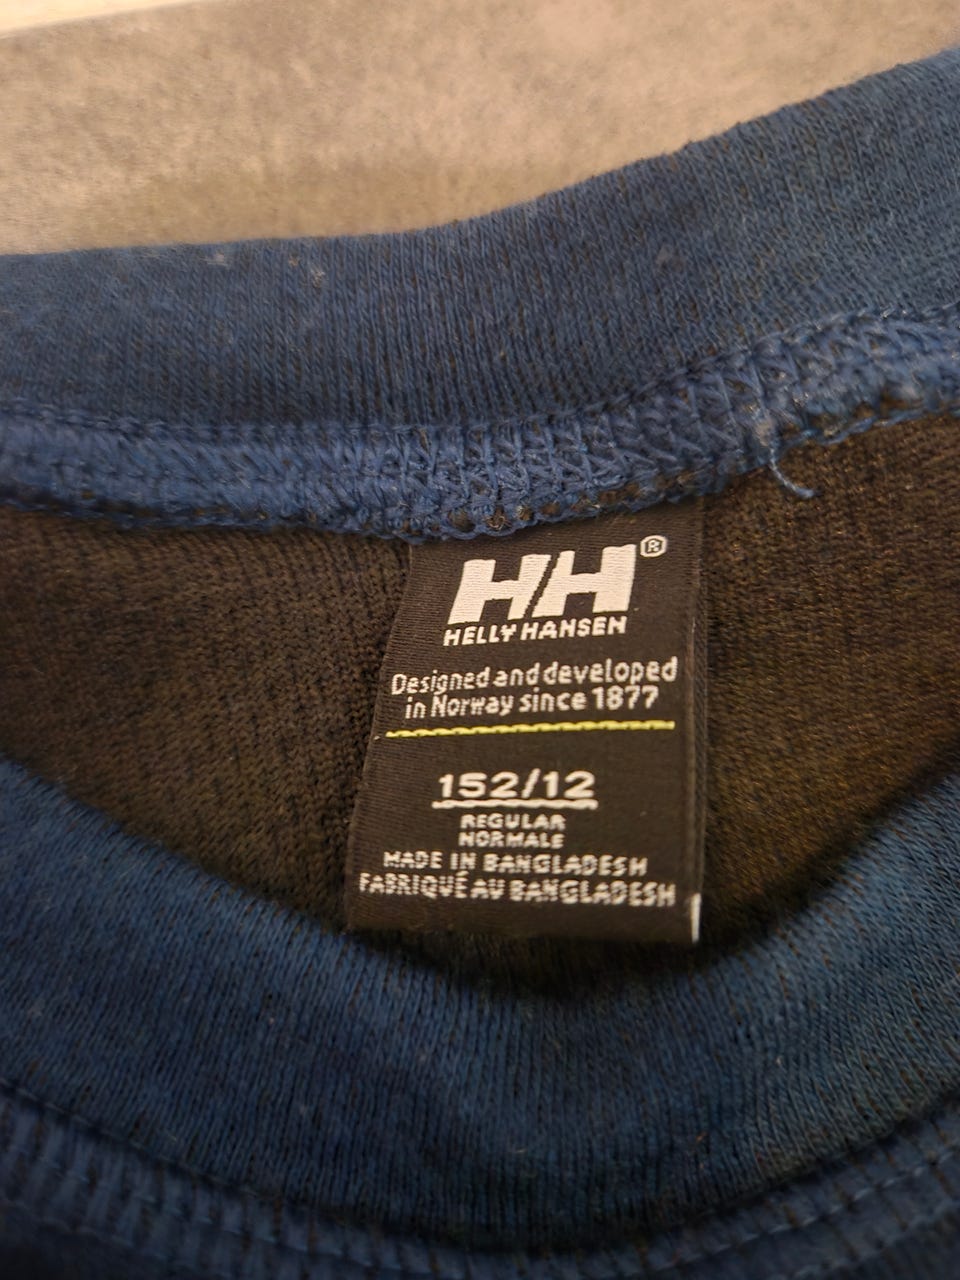 HH®
HELLY HANSEN
Designed and developed
in Norway since 1877
152/12
REGULAR
NORMALE
MADE IN BANGLADESH
FABRIQUÉ AU BANGLADESH